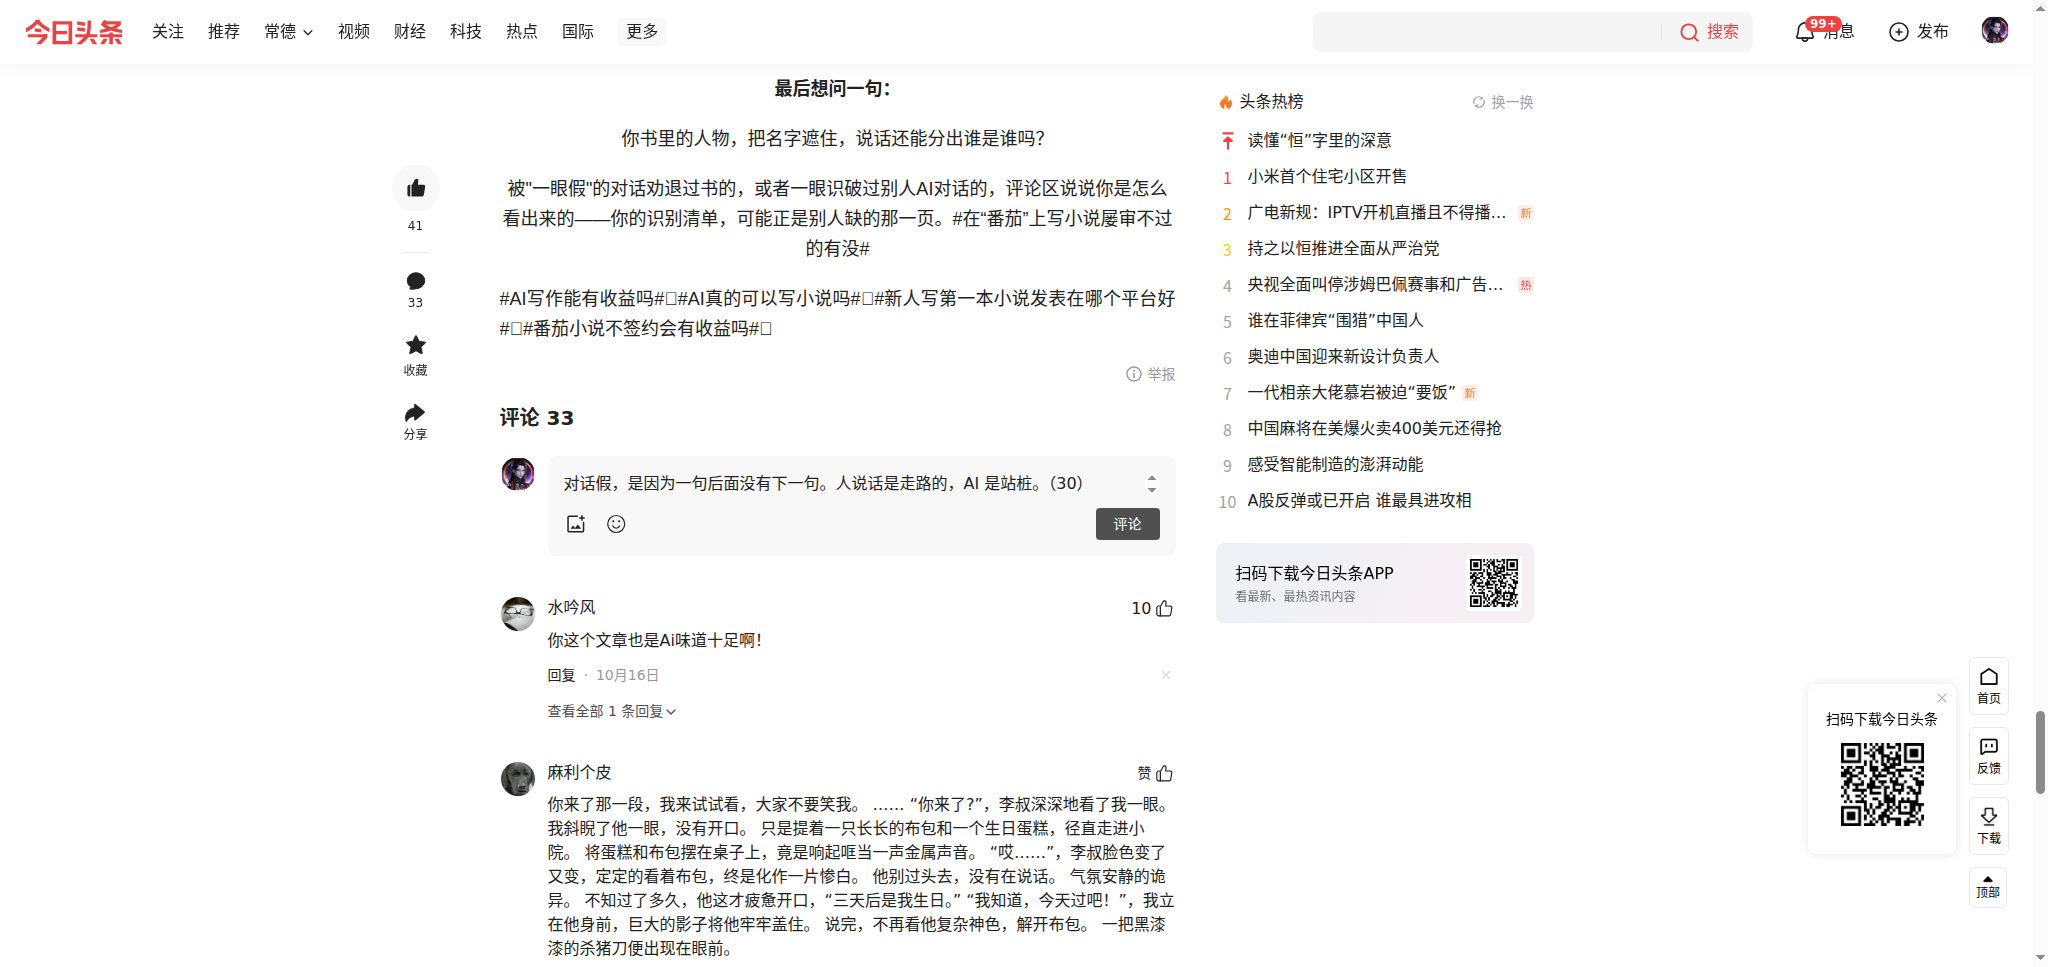 今日头条
关注 推荐 常德 视频 财经 科技 热点 国际 更多
搜索
99+
消息
发布
最后想问一句：
你书里的人物，把名字遮住，说话还能分出谁是谁吗？
被"一眼假"的对话劝退过书的，或者一眼识破过别人AI对话的，评论区说说你是怎么
看出来的——你的识别清单，可能正是别人缺的那一页。#在“番茄”上写小说屡审不过
的有没#
#AI写作能有收益吗#□#AI真的可以写小说吗#□#新人写第一本小说发表在哪个平台好
#□#番茄小说不签约会有收益吗#□
举报
41
33
收藏
分享
评论 33
对话假，是因为一句后面没有下一句。人说话是走路的，AI 是站桩。（30）
评论
水吟风
10
你这个文章也是Ai味道十足啊！
回复 · 10月16日
查看全部 1 条回复
麻利个皮
赞
你来了那一段，我来试试看，大家不要笑我。 …… “你来了?”，李叔深深地看了我一眼。
我斜睨了他一眼，没有开口。 只是提着一只长长的布包和一个生日蛋糕，径直走进小
院。 将蛋糕和布包摆在桌子上，竟是响起哐当一声金属声音。 “哎……”，李叔脸色变了
又变，定定的看着布包，终是化作一片惨白。 他别过头去，没有在说话。 气氛安静的诡
异。 不知过了多久，他这才疲惫开口，“三天后是我生日。” “我知道，今天过吧！”，我立
在他身前，巨大的影子将他牢牢盖住。 说完，不再看他复杂神色，解开布包。 一把黑漆
漆的杀猪刀便出现在眼前。
头条热榜
换一换
读懂“恒”字里的深意
1 小米首个住宅小区开售
2 广电新规：IPTV开机直播且不得播... 新
3 持之以恒推进全面从严治党
4 央视全面叫停涉姆巴佩赛事和广告... 热
5 谁在菲律宾“围猎”中国人
6 奥迪中国迎来新设计负责人
7 一代相亲大佬慕岩被迫“要饭” 新
8 中国麻将在美爆火卖400美元还得抢
9 感受智能制造的澎湃动能
10 A股反弹或已开启 谁最具进攻相
扫码下载今日头条APP
看最新、最热资讯内容
扫码下载今日头条
首页
反馈
下载
顶部